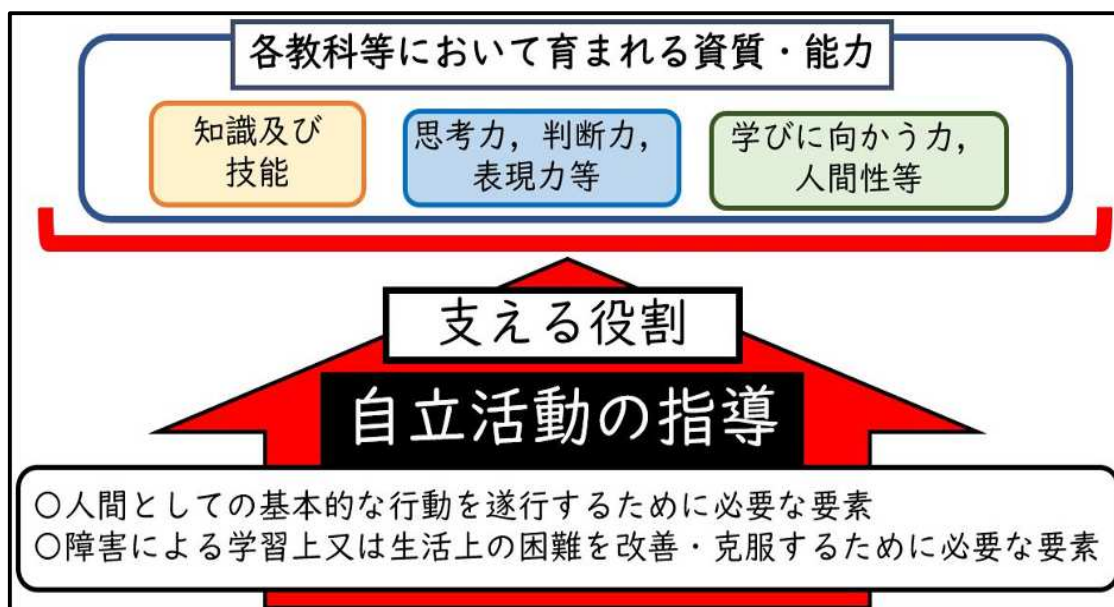 各教科等において育まれる資質・能力
知識及び
技能
思考力，判断力，
表現力等
学びに向かう力，
人間性等
支える役割
自立活動の指導
○人間としての基本的な行動を遂行するために必要な要素
○障害による学習上又は生活上の困難を改善・克服するために必要な要素